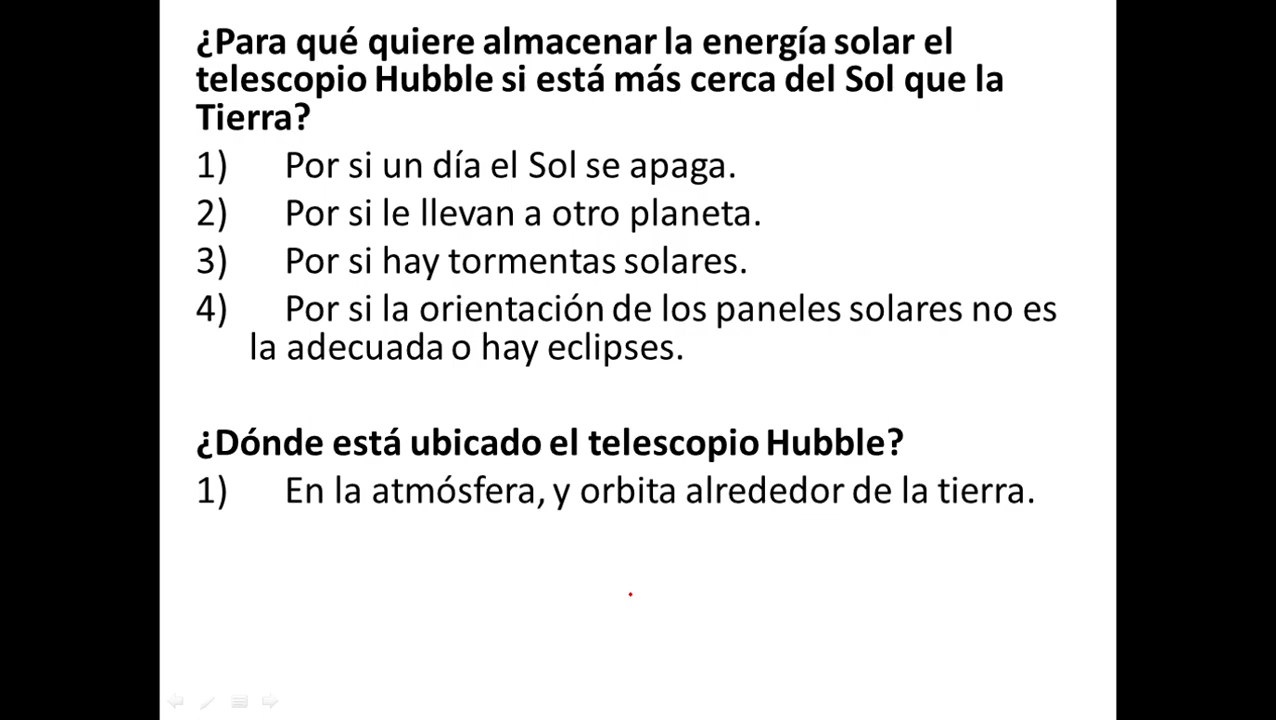 ¿Para qué quiere almacenar la energía solar el
telescopio Hubble si está más cerca del Sol que la
Tierra?
1) Por si un día el Sol se apaga.
2) Por si le llevan a otro planeta.
3) Por si hay tormentas solares.
4) Por si la orientación de los paneles solares no es
la adecuada o hay eclipses.
¿Dónde está ubicado el telescopio Hubble?
1) En la atmósfera, y orbita alrededor de la tierra.